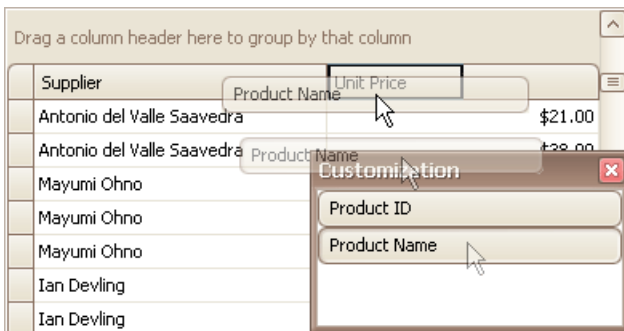 Drag a column header here to group by that column
Supplier
Unit Price
Product Name
Antonio del Valle Saavedra
$21.00
Antonio del Valle Saavedra
$38.00
Product Name
Customization
Mayumi Ohno
Product ID
Mayumi Ohno
Product Name
Mayumi Ohno
Ian Devling
Ian Devling